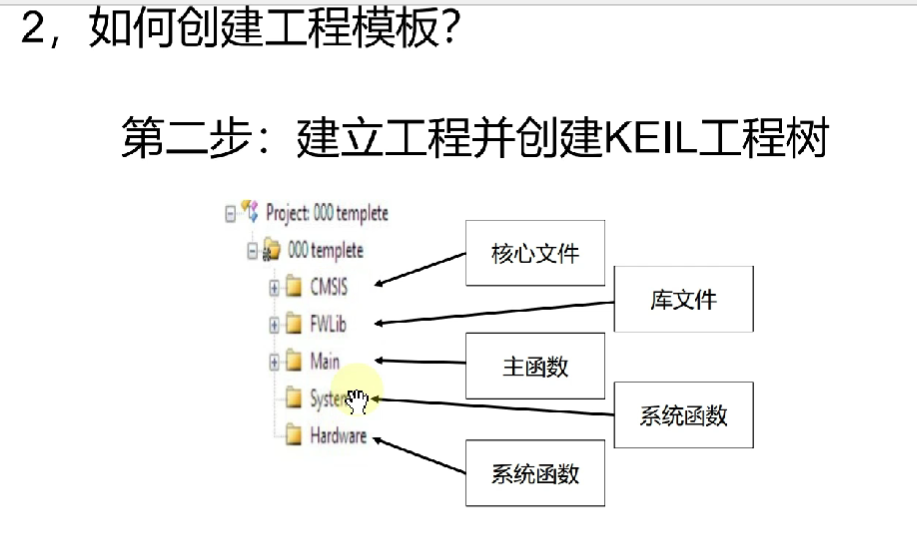 2，如何创建工程模板？
第二步：建立工程并创建KEIL工程树
Project: 000 templete
000 templete
CMSIS
FWLib
Main
Hardware
核心文件
库文件
主函数
系统函数
系统函数